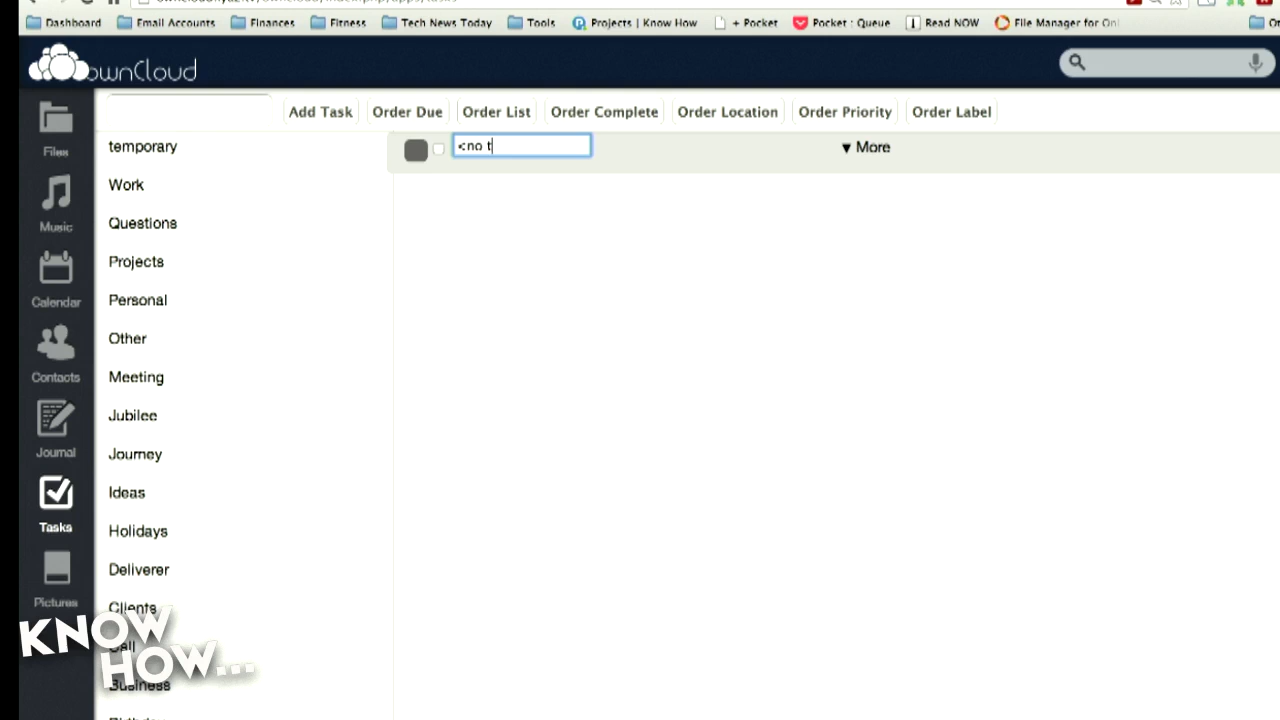 Dashboard Email Accounts Finances Fitness Tech News Today Tools Projects | Know How + Pocket Pocket : Queue Read NOW File Manager for Onl
ownCloud
Add Task Order Due Order List Order Complete Order Location Order Priority Order Label
Files
Music
Calendar
Contacts
Journal
Tasks
Pictures
temporary
Work
Questions
Projects
Personal
Other
Meeting
Jubilee
Journey
Ideas
Holidays
Deliverer
Clients
Call
Business
<no t
▼ More
KNOW
HOW...